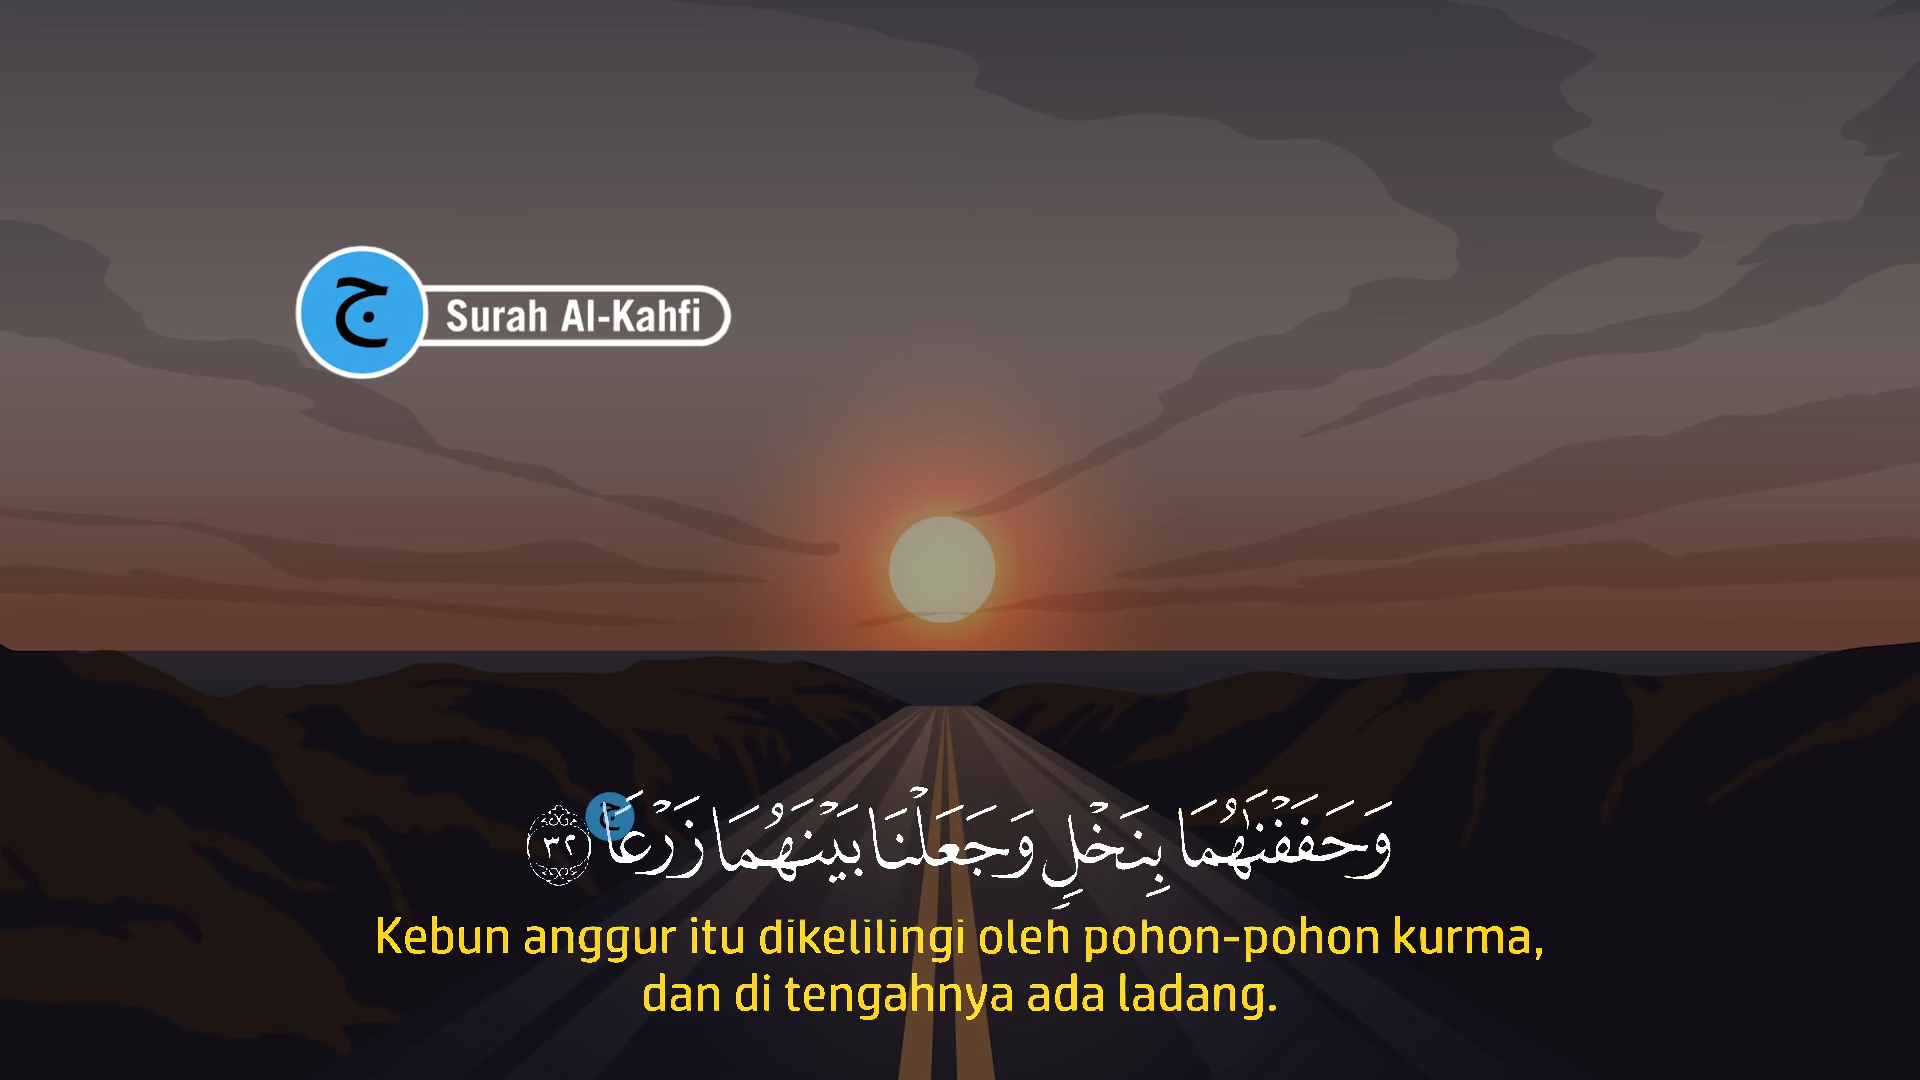 ج
Surah Al-Kahfi
وَحَفَفْنَٰهُمَا بِنَخْلٍ وَجَعَلْنَا بَيْنَهُمَا زَرْعًا ج ٣٢
Kebun anggur itu dikelilingi oleh pohon-pohon kurma,
dan di tengahnya ada ladang.